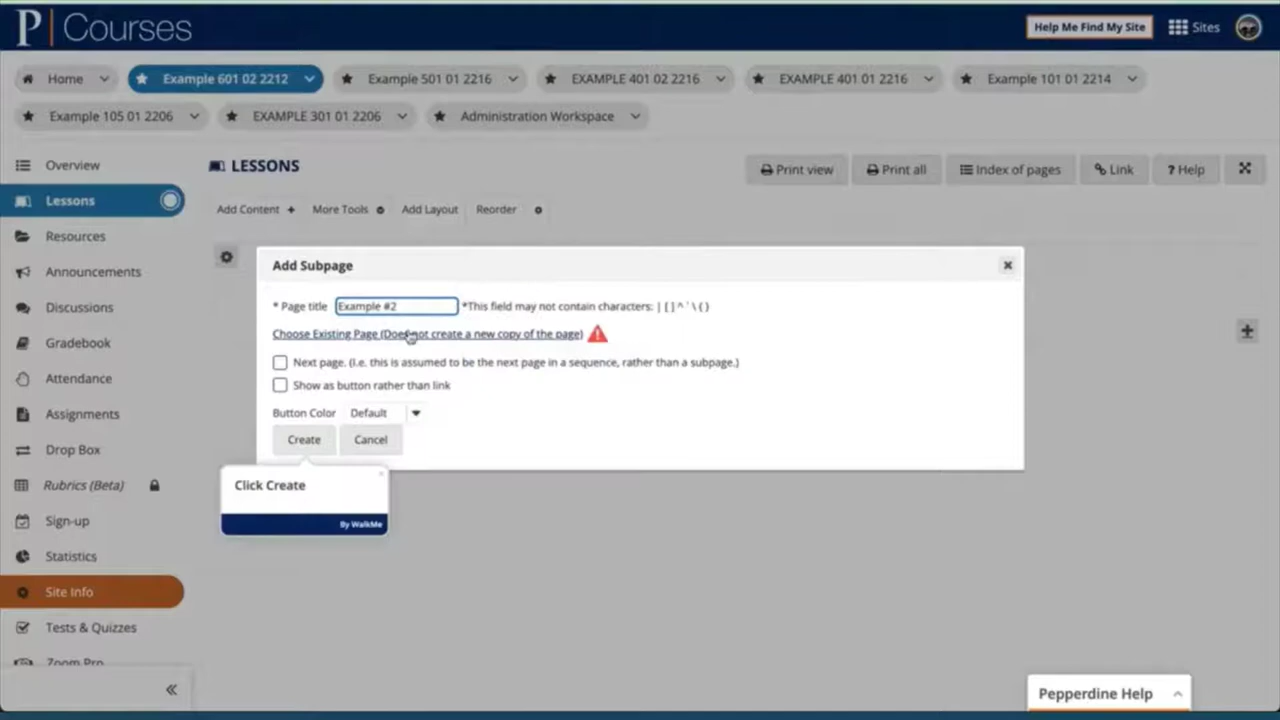 P Courses
Help Me Find My Site
Sites
Home
Example 601 02 2212
Example 501 01 2216
EXAMPLE 401 02 2216
EXAMPLE 401 01 2216
Example 101 01 2214
Example 105 01 2206
EXAMPLE 301 01 2206
Administration Workspace
Overview
Lessons
Resources
Announcements
Discussions
Gradebook
Attendance
Assignments
Drop Box
Rubrics (Beta)
Sign-up
Statistics
Site Info
Tests & Quizzes
Zoom Pro
LESSONS
Print view
Print all
Index of pages
Link
? Help
Add Content +
More Tools
Add Layout
Reorder
Add Subpage
* Page title Example #2 *This field may not contain characters: | [ ] ^ ` \ { }
Choose Existing Page (Does not create a new copy of the page)
Next page. (I.e. this is assumed to be the next page in a sequence, rather than a subpage.)
Show as button rather than link
Button Color Default
Create
Cancel
Click Create
By WalkMe
Pepperdine Help